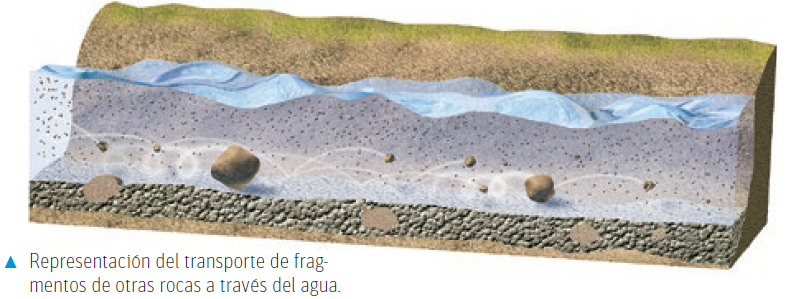 ▲ Representación del transporte de frag-
mentos de otras rocas a través del agua.